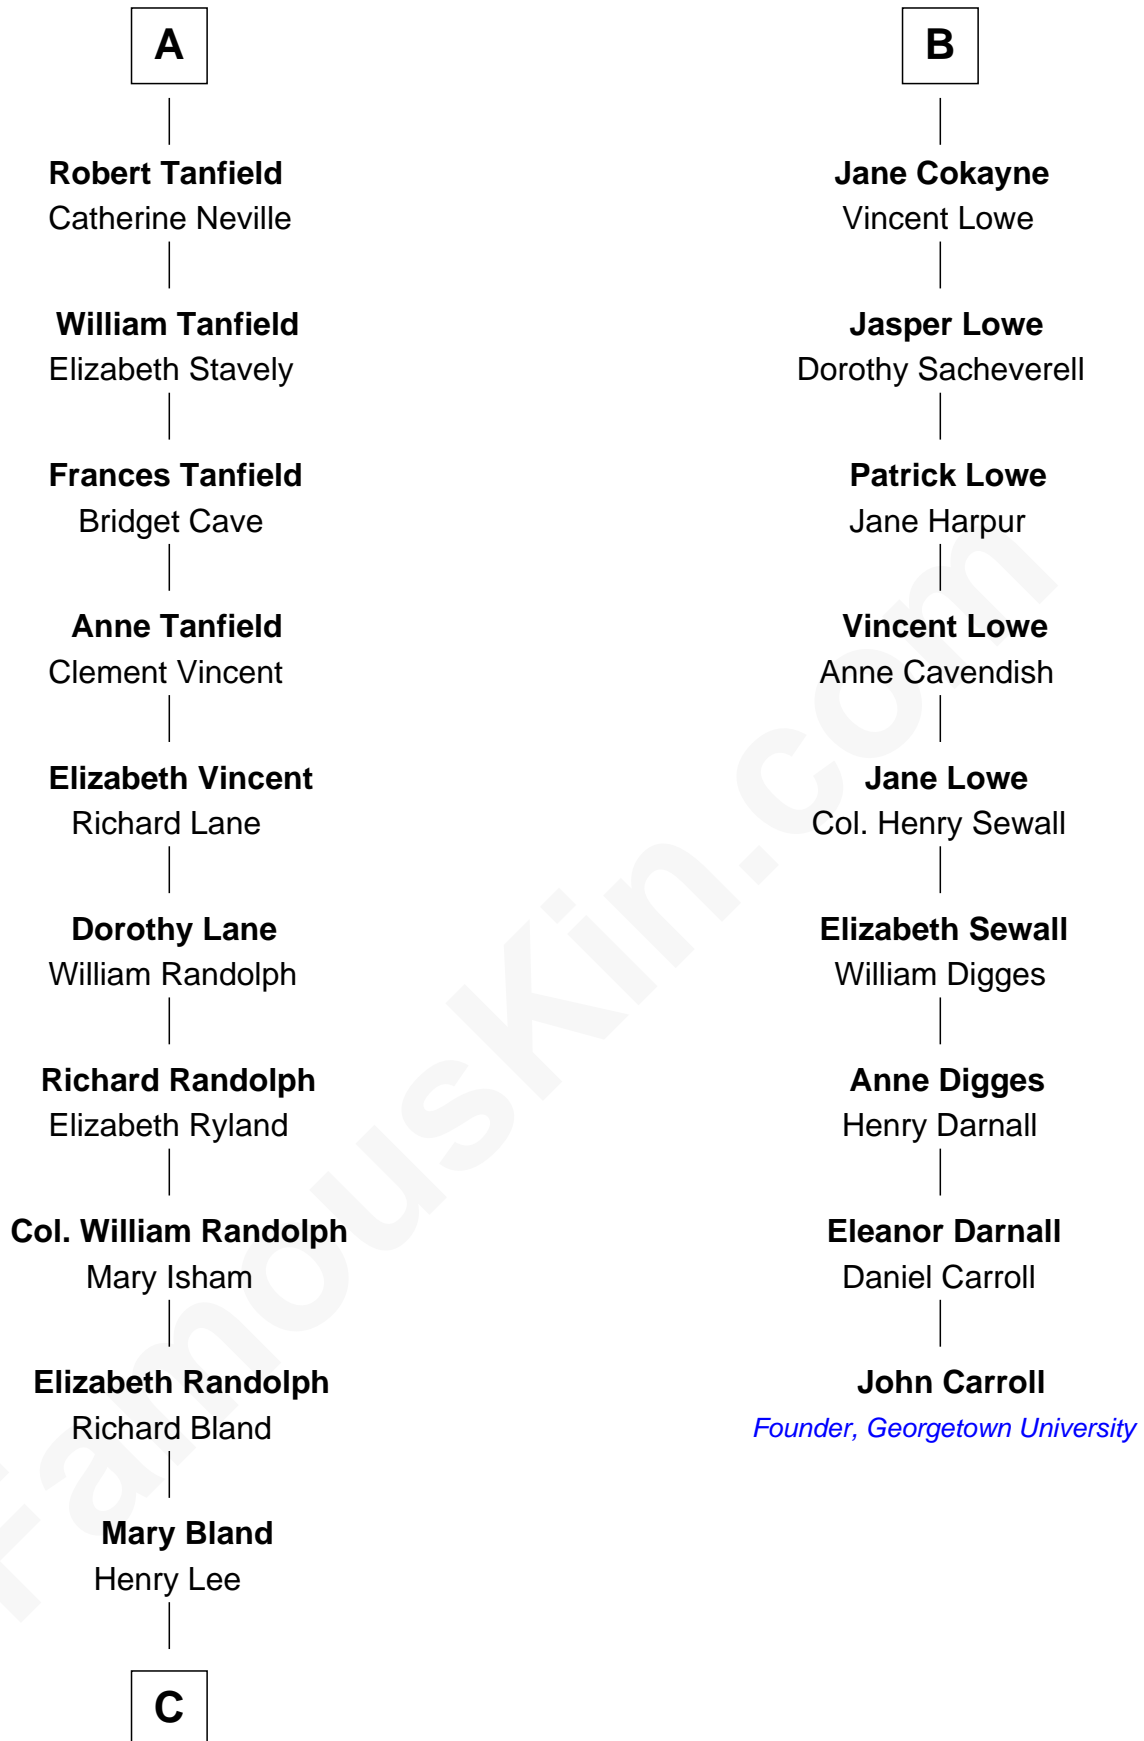 A
Robert Tanfield
Catherine Neville
William Tanfield
Elizabeth Stavely
Frances Tanfield
Bridget Cave
Anne Tanfield
Clement Vincent
Elizabeth Vincent
Richard Lane
Dorothy Lane
William Randolph
Richard Randolph
Elizabeth Ryland
Col. William Randolph
Mary Isham
Elizabeth Randolph
Richard Bland
Mary Bland
Henry Lee
C
B
Jane Cokayne
Vincent Lowe
Jasper Lowe
Dorothy Sacheverell
Patrick Lowe
Jane Harpur
Vincent Lowe
Anne Cavendish
Jane Lowe
Col. Henry Sewall
Elizabeth Sewall
William Digges
Anne Digges
Henry Darnall
Eleanor Darnall
Daniel Carroll
John Carroll
Founder, Georgetown University
FamousKin.com